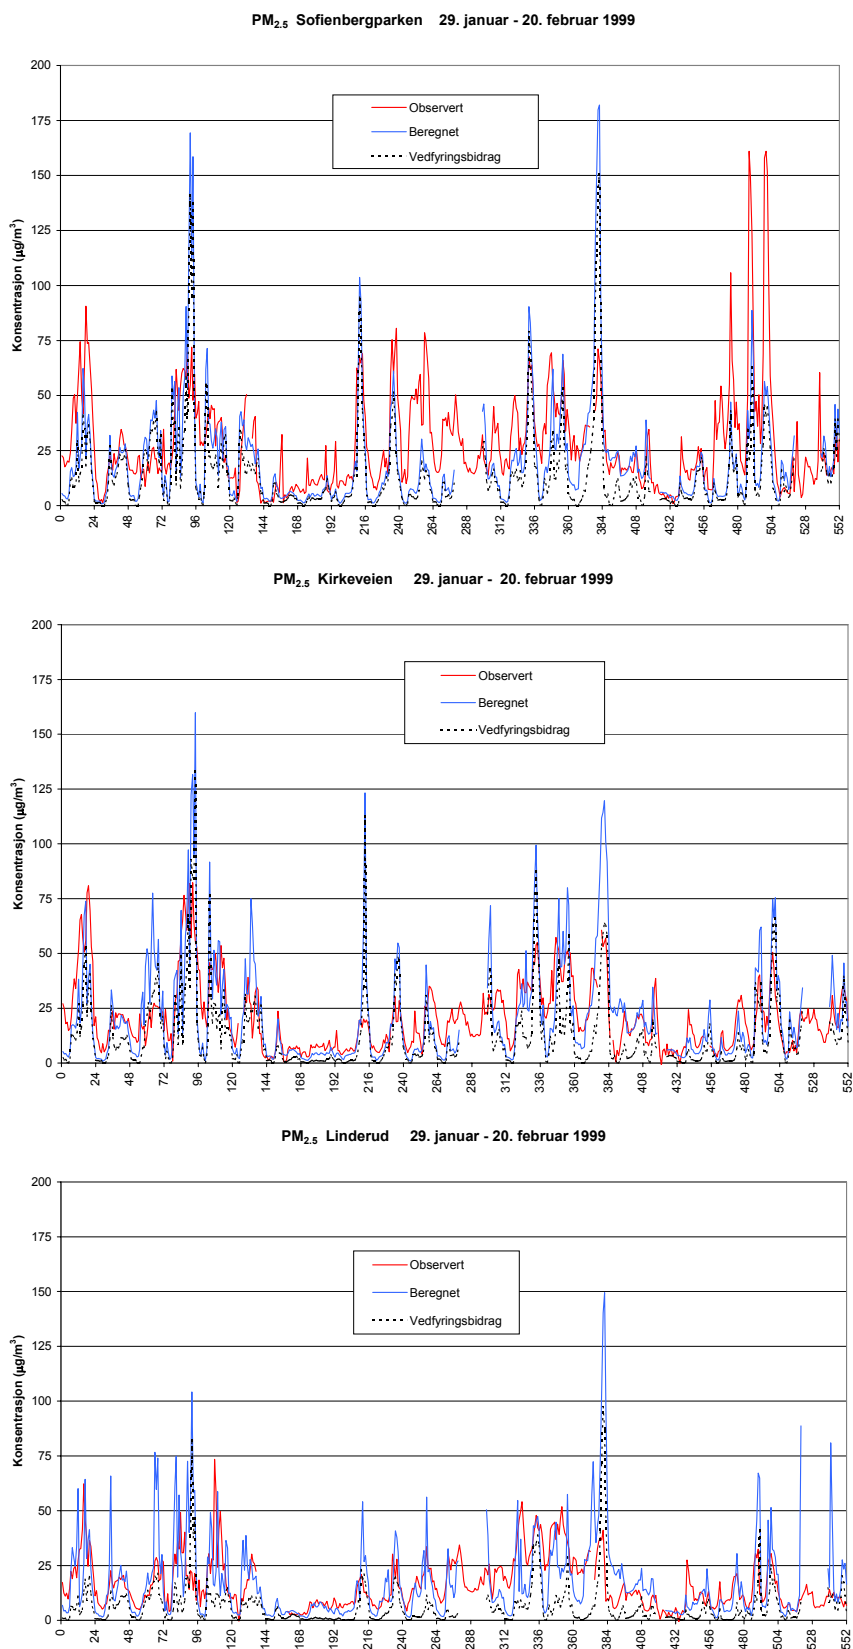 PM2.5 Sofienbergparken 29. januar - 20. februar 1999
200
175
150
125
100
75
50
25
0
Konsentrasjon (µg/m3)
Observert
Beregnet
Vedfyringsbidrag
0 24 48 72 96 120 144 168 192 216 240 264 288 312 336 360 384 408 432 456 480 504 528 552
PM2.5 Kirkeveien 29. januar - 20. februar 1999
200
175
150
125
100
75
50
25
0
Konsentrasjon (µg/m3)
Observert
Beregnet
Vedfyringsbidrag
0 24 48 72 96 120 144 168 192 216 240 264 288 312 336 360 384 408 432 456 480 504 528 552
PM2.5 Linderud 29. januar - 20. februar 1999
200
175
150
125
100
75
50
25
0
Konsentrasjon (µg/m3)
Observert
Beregnet
Vedfyringsbidrag
0 24 48 72 96 120 144 168 192 216 240 264 288 312 336 360 384 408 432 456 480 504 528 552